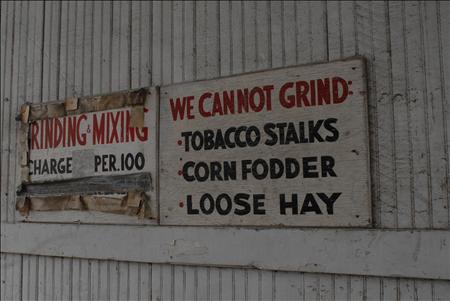 RINDING & MIXING
CHARGE PER.100
WE CANNOT GRIND:
• TOBACCO STALKS
• CORN FODDER
• LOOSE HAY